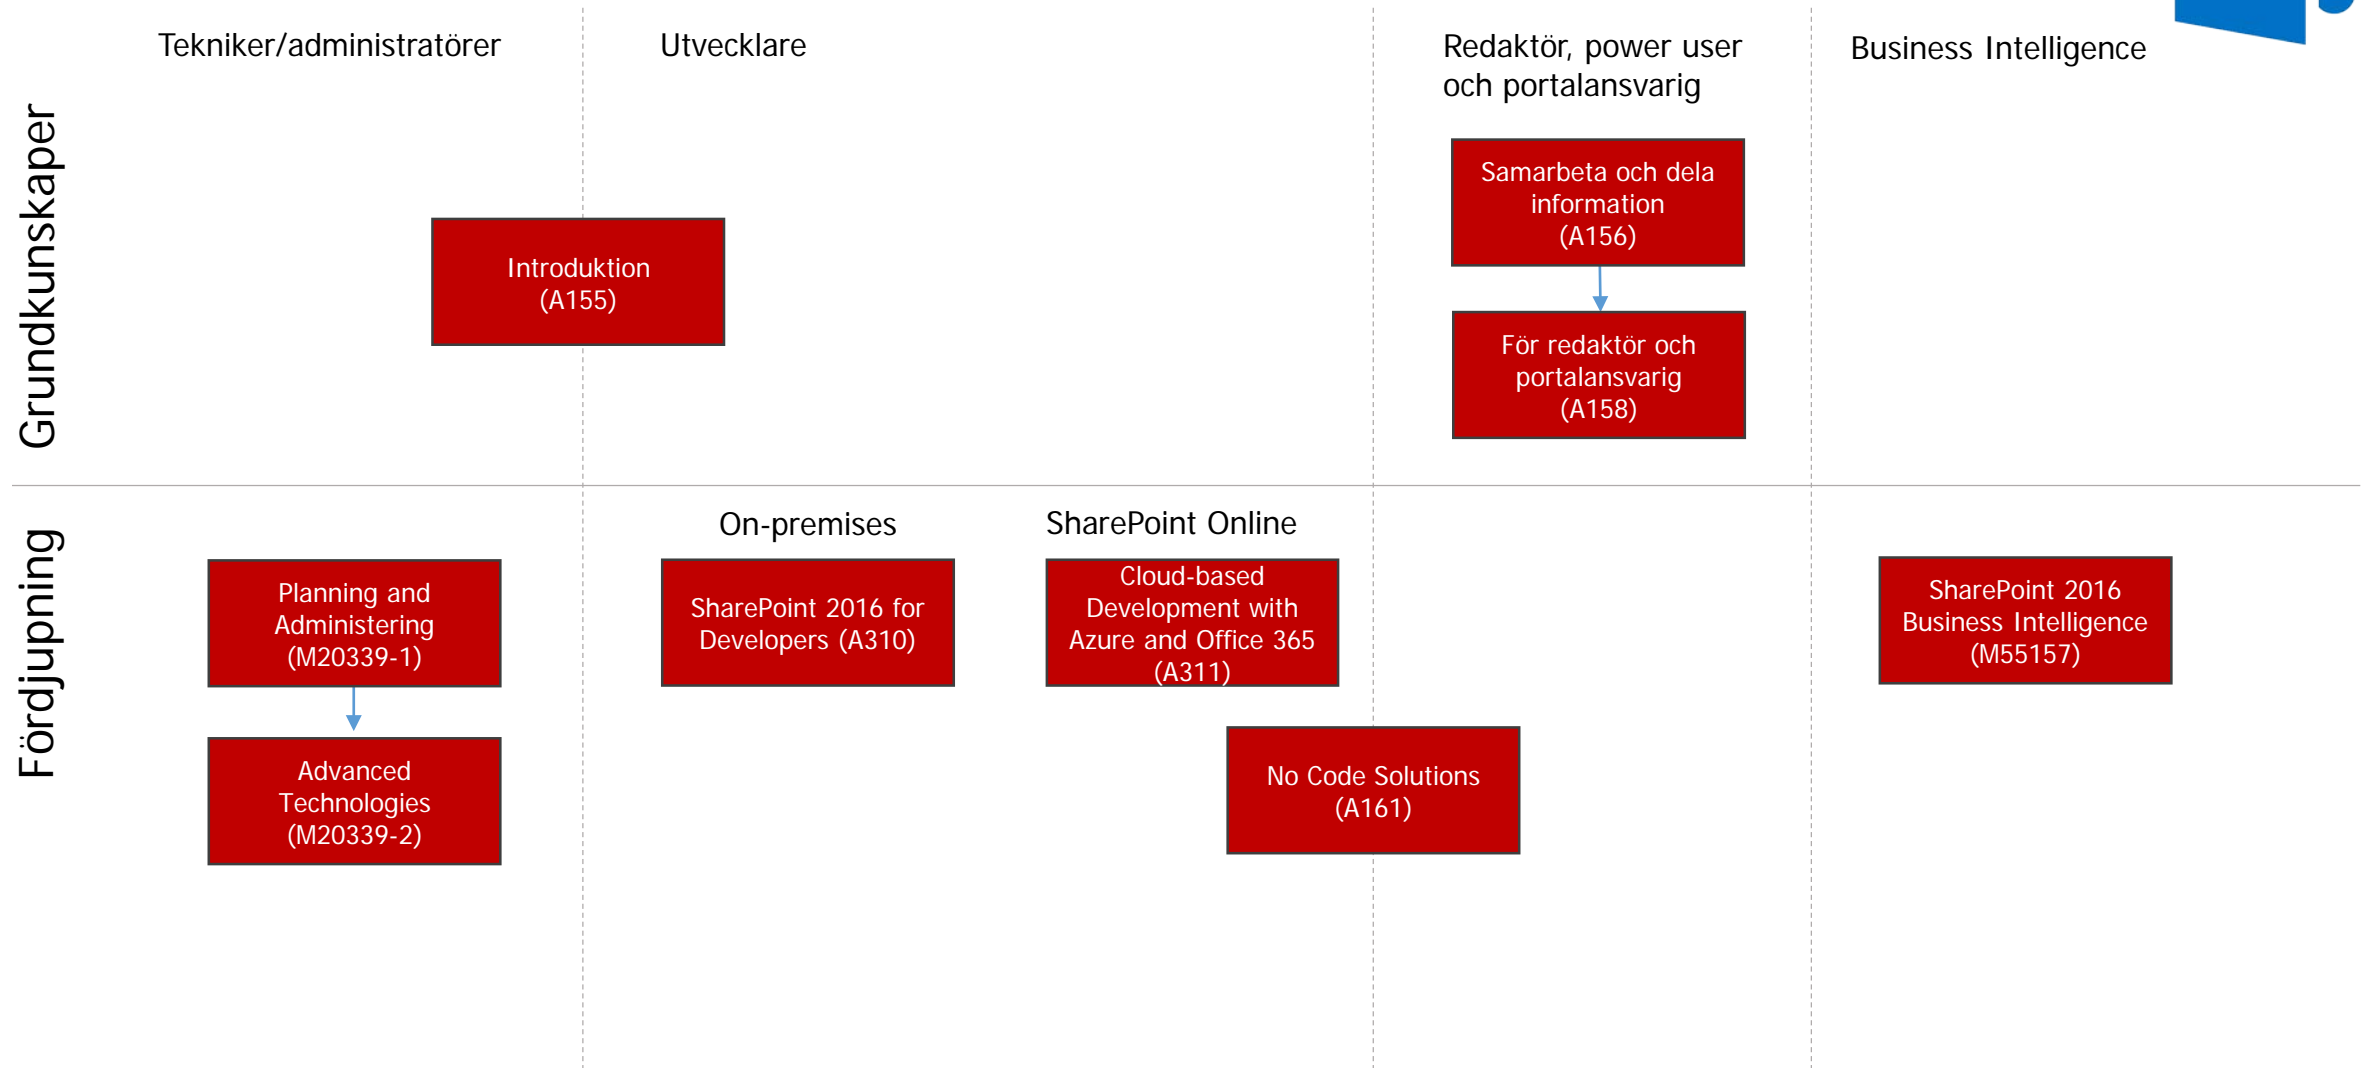 Tekniker/administratörer
Utvecklare
Redaktör, power user
och portalansvarig
Business Intelligence
Grundkunskaper
Introduktion
(A155)
Samarbeta och dela
information
(A156)
För redaktör och
portalansvarig
(A158)
Fördjupning
On-premises
SharePoint Online
Planning and
Administering
(M20339-1)
SharePoint 2016 for
Developers (A310)
Cloud-based
Development with
Azure and Office 365
(A311)
SharePoint 2016
Business Intelligence
(M55157)
Advanced
Technologies
(M20339-2)
No Code Solutions
(A161)